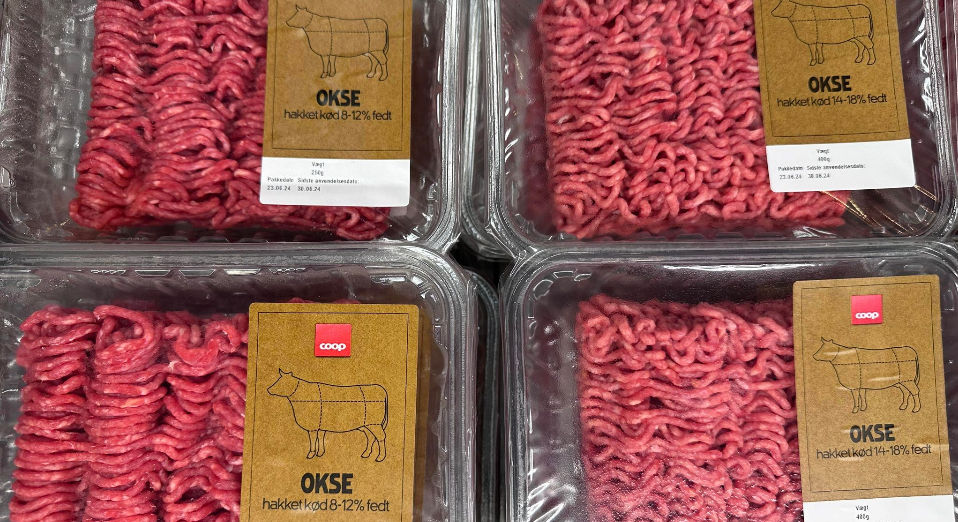 OKSE
hakket kød 8-12% fedt
Vægt
250g
Pakkedato Sidste anvendelsesdato:
23.06.24 30.06.24
OKSE
hakket kød 14-18% fedt
Vægt
400g
Pakkedato Sidste anvendelsesdato:
23.06.24 30.06.24
coop
OKSE
hakket kød 8-12% fedt
coop
OKSE
hakket kød 14-18% fedt
Vægt
400g